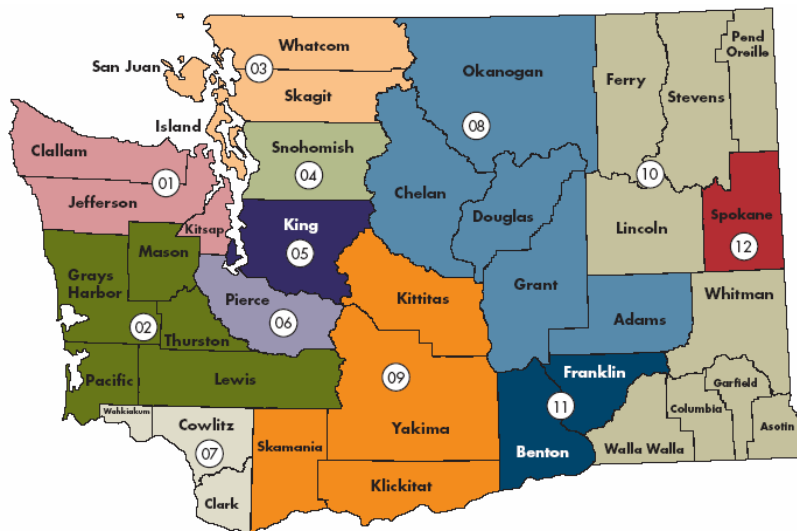 Whatcom
San Juan
03
Skagit
Island
Okanogan
08
Ferry
Stevens
Pend
Oreille
10
Clallam
01
Jefferson
Kitsap
Snohomish
04
Chelan
Douglas
Lincoln
Spokane
12
King
05
Mason
Grays
Harbor
02
Thurston
Pierce
06
Kittitas
Grant
Adams
Whitman
Pacific
Lewis
09
Yakima
Franklin
11
Benton
Wahkiakum
Cowlitz
07
Clark
Skamania
Klickitat
Walla Walla
Columbia
Garfield
Asotin